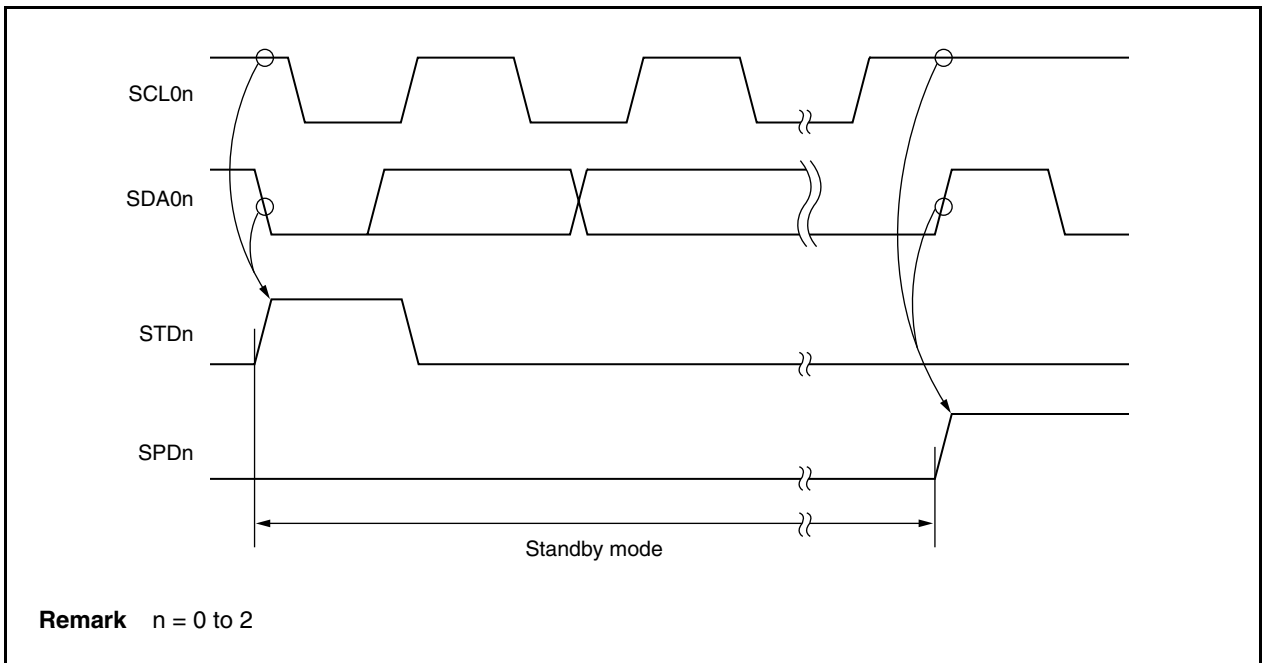 SCL0n
SDA0n
STDn
SPDn
Standby mode
Remark n = 0 to 2